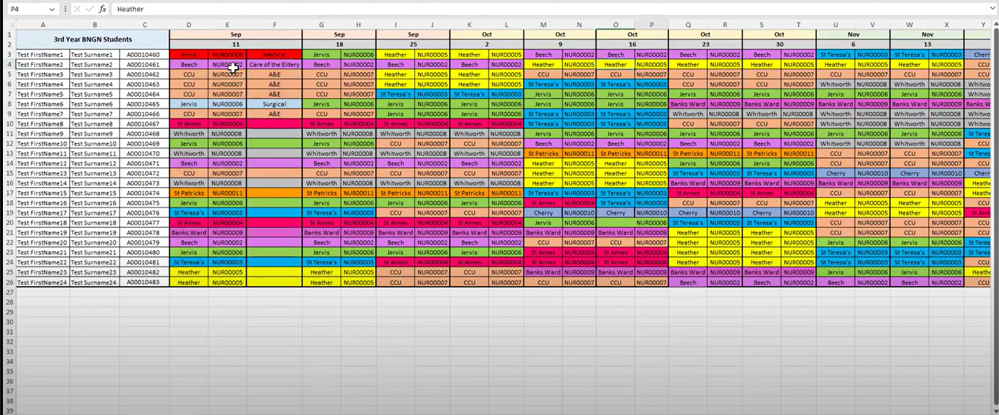 P4 fx Heather
A B C D E F G H I J K L M N O P Q R S T U V W X Y
1 3rd Year BNGN Students Sep Sep Sep Oct Oct Oct Oct Oct Nov Nov
2 11 18 25 2 9 16 23 30 6 13
3 Test FirstName1 Test Surname1 A00010460 Jervis NUR00006 Medical Jervis NUR00006 Heather NUR00005 Heather NUR00005 Beech NUR00002 Beech NUR00002 Beech NUR00002 Beech NUR00002 St Teresa's NUR00003 St Teresa's NUR00003 Cherr
4 Test FirstName2 Test Surname2 A00010461 Beech Care of the Eldery Beech NUR00002 Beech NUR00002 Beech NUR00002 Heather NUR00005 Heather NUR00005 Heather NUR00005 Heather NUR00005 Heather NUR00005 Heather NUR00005 CCU
5 Test FirstName3 Test Surname3 A00010462 CCU NUR00007 A&E CCU NUR00007 Heather NUR00005 Heather NUR00005 CCU NUR00007 CCU NUR00007 CCU NUR00007 CCU NUR00007 CCU NUR00007 CCU NUR00007 CCU
6 Test FirstName4 Test Surname4 A00010463 CCU NUR00007 A&E CCU NUR00007 Heather NUR00005 Heather NUR00005 St Teresa's NUR00003 St Teresa's NUR00003 CCU NUR00007 CCU NUR00007 Whitworth NUR00008 Whitworth NUR00008 Whitwo
7 Test FirstName5 Test Surname5 A00010464 CCU NUR00007 A&E CCU NUR00007 St Teresa's NUR00003 St Teresa's NUR00003 Jervis NUR00006 Jervis NUR00006 Jervis NUR00006 Jervis NUR00006 Jervis NUR00006 Jervis NUR00006 Jervis
8 Test FirstName6 Test Surname6 A00010465 Jervis NUR00006 Surgical Jervis NUR00006 Jervis NUR00006 Jervis NUR00006 Jervis NUR00006 Jervis NUR00006 Banks Ward NUR00009 Banks Ward NUR00009 Banks Ward NUR00009 Banks Ward NUR00009 Banks W
9 Test FirstName7 Test Surname7 A00010466 CCU NUR00007 A&E CCU NUR00007 Jervis NUR00006 Jervis NUR00006 St Teresa's NUR00003 St Teresa's NUR00003 Whitworth NUR00008 Whitworth NUR00008 Whitworth NUR00008 Whitworth NUR00008 Whitwo
10 Test FirstName8 Test Surname8 A00010467 St Annes NUR00004 St Annes NUR00004 St Annes NUR00004 St Annes NUR00004 St Teresa's NUR00003 St Teresa's NUR00003 CCU NUR00007 CCU NUR00007 Whitworth NUR00008 Whitworth NUR00008 Whitwo
11 Test FirstName9 Test Surname9 A00010468 Whitworth NUR00008 Whitworth NUR00008 Whitworth NUR00008 Whitworth NUR00008 Jervis NUR00006 Jervis NUR00006 Jervis NUR00006 Jervis NUR00006 Jervis NUR00006 Jervis NUR00006 St Teres
12 Test FirstName10 Test Surname10 A00010469 Jervis NUR00006 Jervis NUR00006 CCU NUR00007 CCU NUR00007 Beech NUR00002 Beech NUR00002 Beech NUR00002 Beech NUR00002 Whitworth NUR00008 Whitworth NUR00008 Whitwo
13 Test FirstName11 Test Surname11 A00010470 Whitworth NUR00008 Whitworth NUR00008 Whitworth NUR00008 Whitworth NUR00008 St Patricks NUR00011 St Patricks NUR00011 St Patricks NUR00011 St Patricks NUR00011 CCU NUR00007 CCU NUR00007 St Teres
14 Test FirstName12 Test Surname12 A00010471 Beech NUR00002 Beech NUR00002 Beech NUR00002 Beech NUR00002 Heather NUR00005 Heather NUR00005 Jervis NUR00006 Jervis NUR00006 CCU NUR00007 CCU NUR00007 CCU
15 Test FirstName13 Test Surname13 A00010472 CCU NUR00007 CCU NUR00007 CCU NUR00007 CCU NUR00007 Heather NUR00005 Heather NUR00005 St Teresa's NUR00003 St Teresa's NUR00003 Cherry NUR00010 Cherry NUR00010 Cherr
16 Test FirstName14 Test Surname14 A00010473 Whitworth NUR00008 Whitworth NUR00008 Whitworth NUR00008 Whitworth NUR00008 Heather NUR00005 Heather NUR00005 Banks Ward NUR00009 Banks Ward NUR00009 Banks Ward NUR00009 Banks Ward NUR00009 Heathe
17 Test FirstName15 Test Surname15 A00010474 St Patricks NUR00011 St Patricks NUR00011 St Patricks NUR00011 St Patricks NUR00011 St Teresa's NUR00003 St Teresa's NUR00003 St Annes NUR00004 St Annes NUR00004 CCU NUR00007 CCU NUR00007 CCU
18 Test FirstName16 Test Surname16 A00010475 Jervis NUR00006 Jervis NUR00006 Jervis NUR00006 Jervis NUR00006 St Annes NUR00004 St Teresa's NUR00003 Banks Ward NUR00009 Banks Ward NUR00009 Heather NUR00005 Heather NUR00005 CCU
19 Test FirstName17 Test Surname17 A00010476 St Teresa's NUR00003 St Teresa's NUR00003 CCU NUR00007 CCU NUR00007 Cherry NUR00010 Cherry NUR00010 CCU NUR00007 CCU NUR00007 Heather NUR00005 Heather NUR00005 St Ann
20 Test FirstName18 Test Surname18 A00010477 St Annes NUR00004 St Annes NUR00004 St Annes NUR00004 St Annes NUR00004 Jervis NUR00006 NUR00006 St Teresa's NUR00003 St Teresa's NUR00003 CCU NUR00007 CCU NUR00007 CCU
21 Test FirstName19 Test Surname19 A00010478 Banks Ward NUR00009 Banks Ward NUR00009 Banks Ward NUR00009 Banks Ward NUR00009 Banks Ward NUR00009 Banks Ward NUR00009 Heather NUR00005 Heather NUR00005 CCU NUR00007 CCU NUR00007 CCU
22 Test FirstName20 Test Surname20 A00010479 Beech NUR00002 Beech NUR00002 Beech NUR00002 Beech NUR00002 CCU NUR00007 CCU NUR00007 Heather NUR00005 Heather NUR00005 Jervis NUR00006 Jervis NUR00006 St Teres
23 Test FirstName21 Test Surname21 A00010480 Jervis NUR00006 Jervis NUR00006 Jervis NUR00006 Jervis NUR00006 St Annes NUR00004 St Annes NUR00004 Heather NUR00005 Heather NUR00005 St Teresa's NUR00003 St Teresa's NUR00003 St Teres
24 Test FirstName22 Test Surname22 A00010481 St Teresa's NUR00003 St Teresa's NUR00003 St Annes NUR00004 St Annes NUR00004 St Annes NUR00004 St Annes NUR00004 Heather NUR00005 Heather NUR00005 St Teresa's NUR00003 St Teresa's NUR00003 St Teres
25 Test FirstName23 Test Surname23 A00010482 Heather NUR00005 Heather NUR00005 CCU NUR00007 CCU NUR00007 Banks Ward NUR00009 Banks Ward NUR00009 Banks Ward NUR00009 Banks Ward NUR00009 Jervis NUR00006 Jervis NUR00006 Heathe
26 Test FirstName24 Test Surname24 A00010483 Heather NUR00005 Heather NUR00005 CCU NUR00007 CCU NUR00007 CCU NUR00007 CCU NUR00007 Beech NUR00002 Beech NUR00002 Beech NUR00002 Beech NUR00002 CCU
27
28
29
30
31
32
33
34
35
36
37
38
39